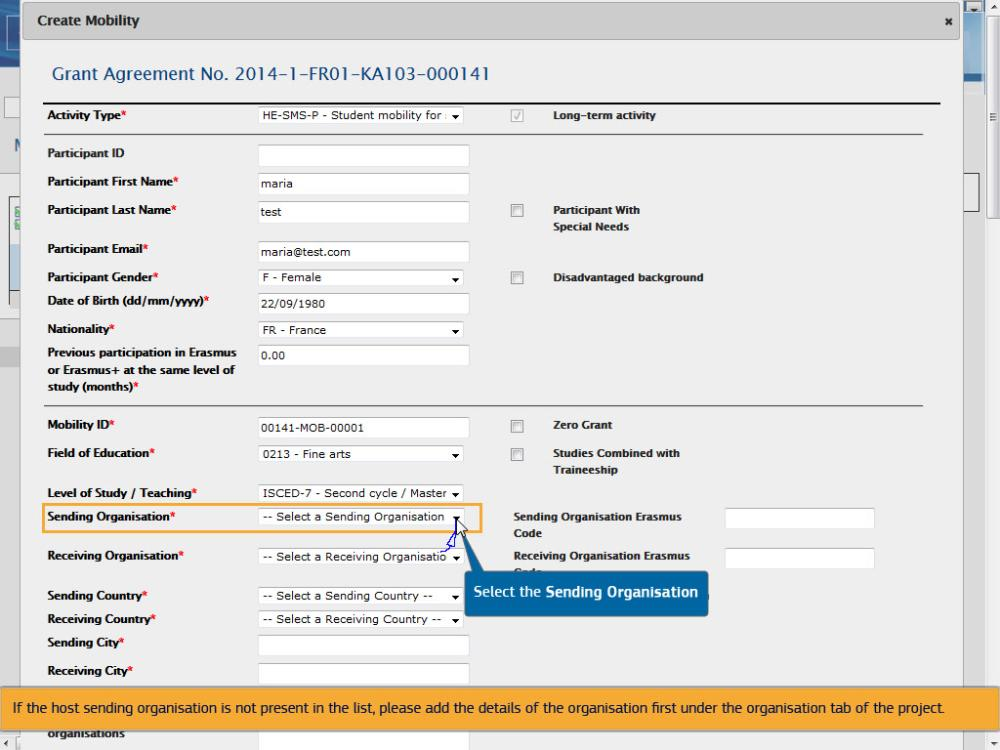 Create Mobility
Grant Agreement No. 2014-1-FR01-KA103-000141
Activity Type* HE-SMS-P - Student mobility for Long-term activity
Participant ID
Participant First Name* maria
Participant Last Name* test Participant With
Special Needs
Participant Email* maria@test.com
Participant Gender* F - Female Disadvantaged background
Date of Birth (dd/mm/yyyy)* 22/09/1980
Nationality* FR - France
Previous participation in Erasmus 0.00
or Erasmus+ at the same level of
study (months)*
Mobility ID* 00141-MOB-00001 Zero Grant
Field of Education* 0213 - Fine arts Studies Combined with
Traineeship
Level of Study / Teaching* ISCED-7 - Second cycle / Master
Sending Organisation* -- Select a Sending Organisation Sending Organisation Erasmus
Code
Receiving Organisation* -- Select a Receiving Organisatio Receiving Organisation Erasmus
Select the Sending Organisation
Sending Country* -- Select a Sending Country --
Receiving Country* -- Select a Receiving Country --
Sending City*
Receiving City*
If the host sending organisation is not present in the list, please add the details of the organisation first under the organisation tab of the project.
organisations